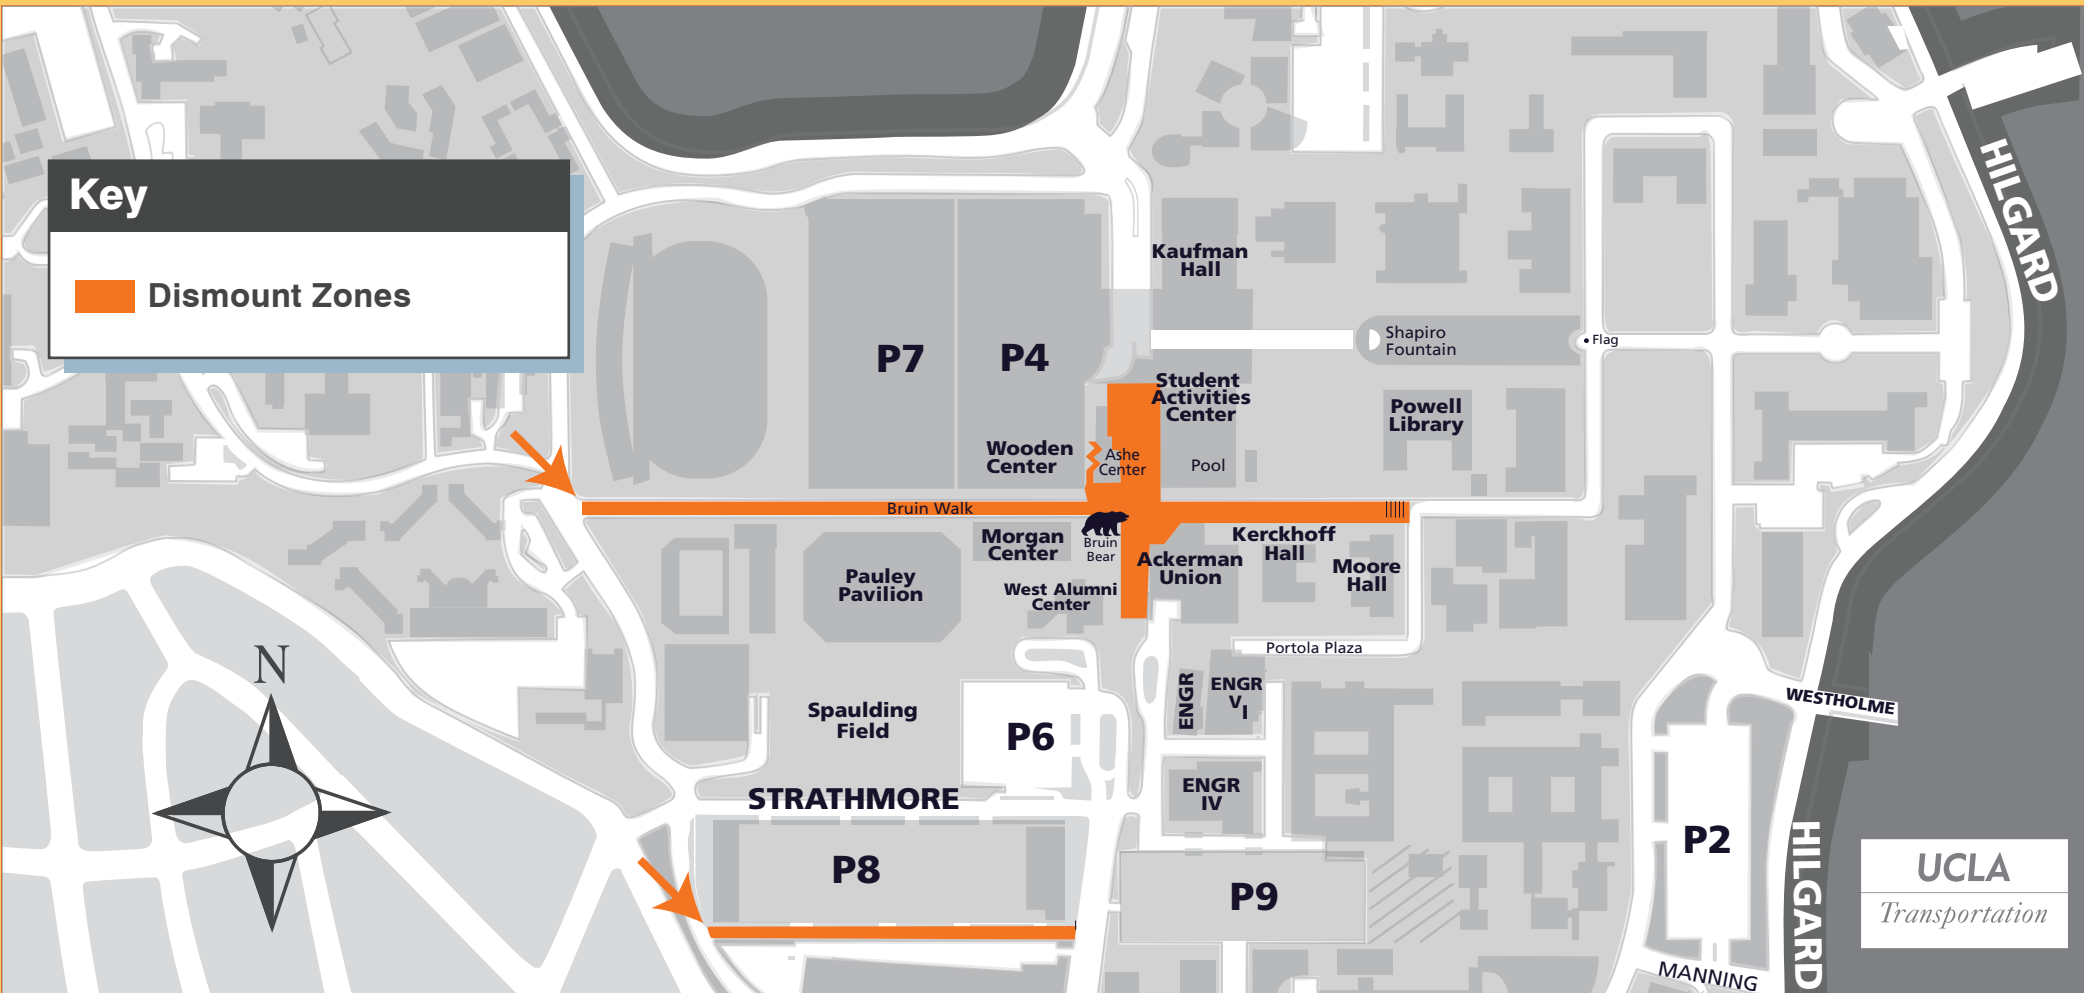 Key
Dismount Zones
HILGARD
Kaufman
Hall
Shapiro
Fountain
Flag
P7
P4
Student
Activities
Center
Powell
Library
Wooden
Center
Ashe
Center
Pool
Bruin Walk
Morgan
Center
Bruin
Bear
Kerckhoff
Hall
Ackerman
Union
Moore
Hall
Pauley
Pavilion
West Alumni
Center
Portola Plaza
N
ENGR
ENGR
V
I
WESTHOLME
Spaulding
Field
P6
STRATHMORE
ENGR
IV
P2
P8
P9
HILGARD
UCLA
Transportation
MANNING